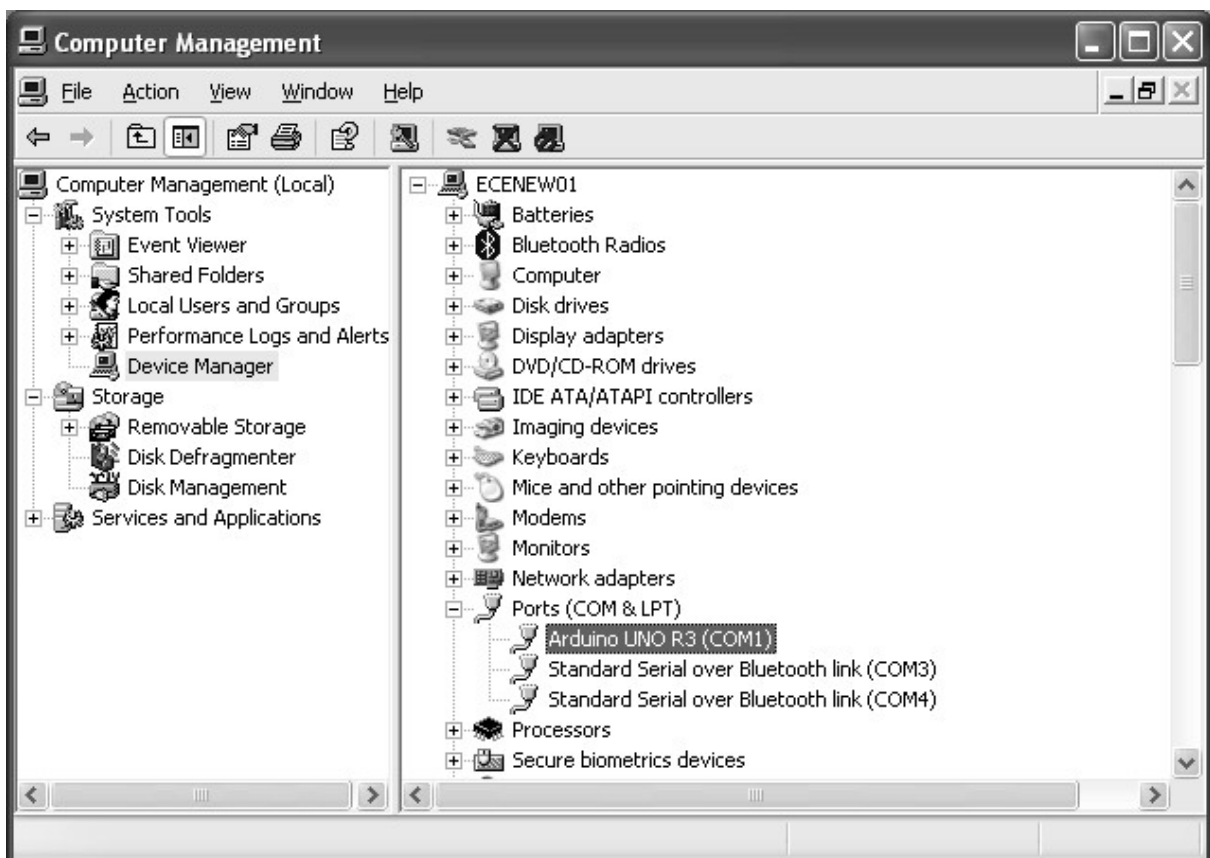 Computer Management
File Action View Window Help
Computer Management (Local)
System Tools
Event Viewer
Shared Folders
Local Users and Groups
Performance Logs and Alerts
Device Manager
Storage
Removable Storage
Disk Defragmenter
Disk Management
Services and Applications
ECENEW01
Batteries
Bluetooth Radios
Computer
Disk drives
Display adapters
DVD/CD-ROM drives
IDE ATA/ATAPI controllers
Imaging devices
Keyboards
Mice and other pointing devices
Modems
Monitors
Network adapters
Ports (COM & LPT)
Arduino UNO R3 (COM1)
Standard Serial over Bluetooth link (COM3)
Standard Serial over Bluetooth link (COM4)
Processors
Secure biometrics devices